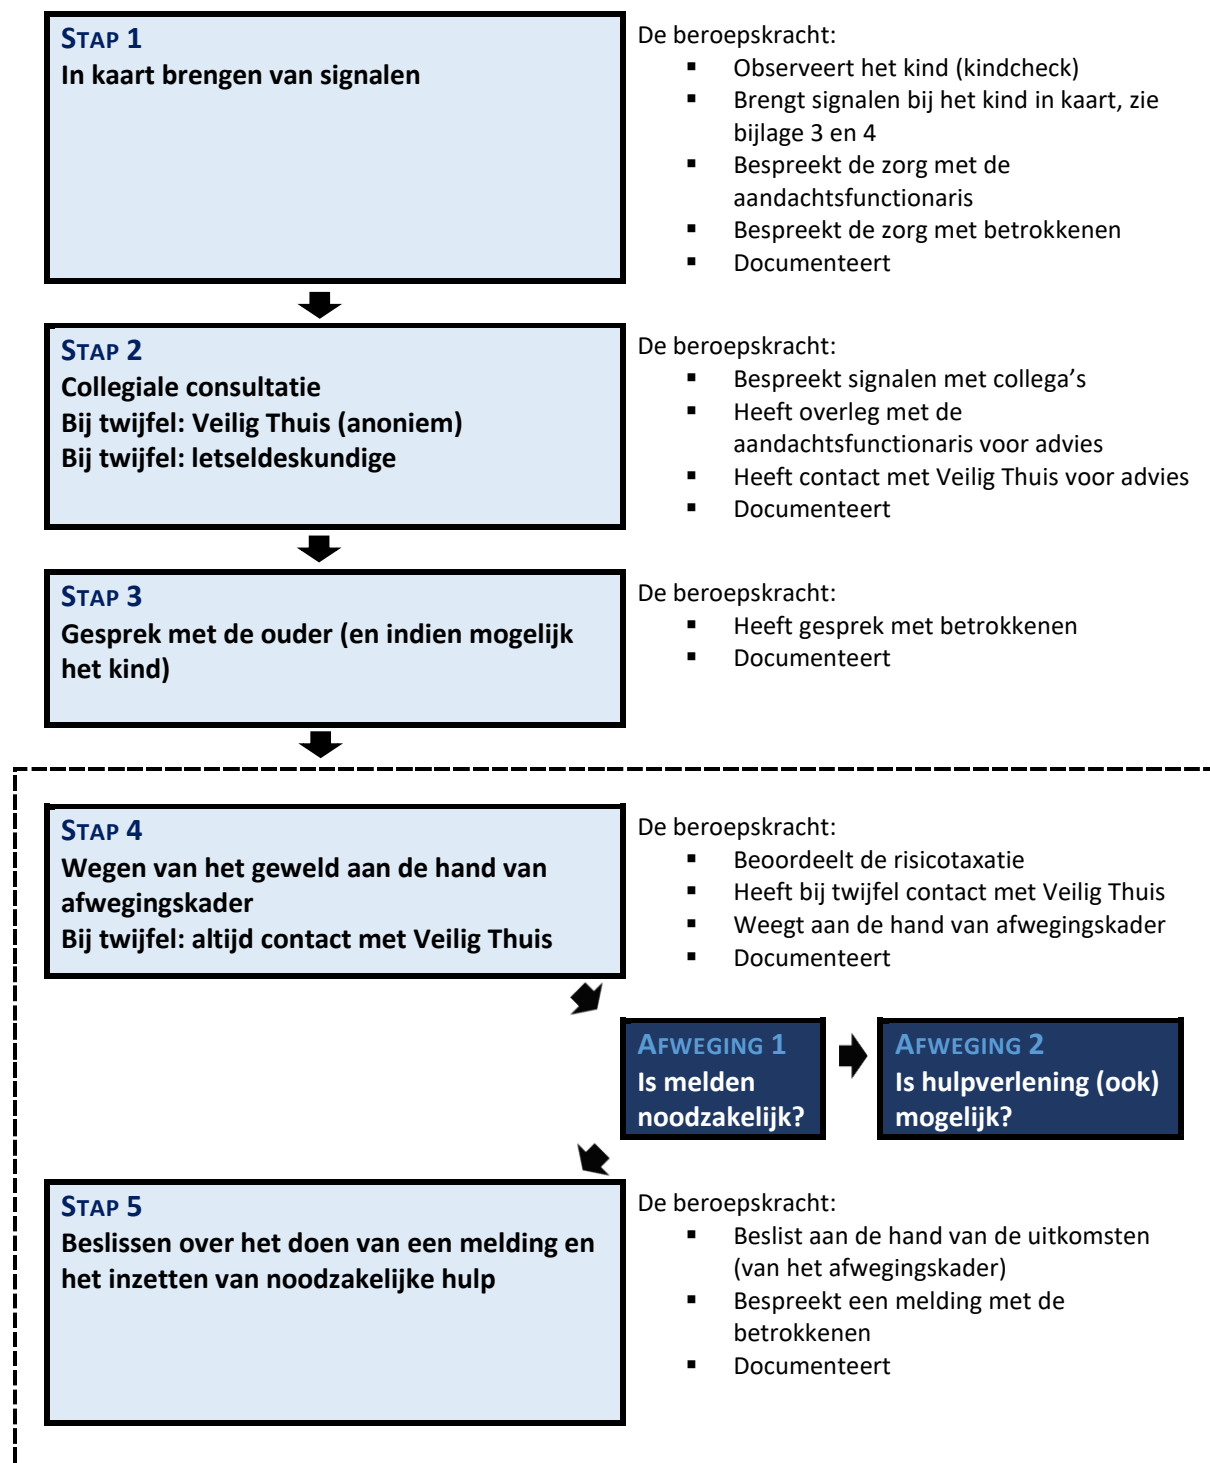 STAP 1
In kaart brengen van signalen
De beroepskracht:
▪ Observeert het kind (kindcheck)
▪ Brengt signalen bij het kind in kaart, zie
bijlage 3 en 4
▪ Bespreekt de zorg met de
aandachtsfunctionaris
▪ Bespreekt de zorg met betrokkenen
▪ Documenteert
STAP 2
Collegiale consultatie
Bij twijfel: Veilig Thuis (anoniem)
Bij twijfel: letseldeskundige
De beroepskracht:
▪ Bespreekt signalen met collega’s
▪ Heeft overleg met de
aandachtsfunctionaris voor advies
▪ Heeft contact met Veilig Thuis voor advies
▪ Documenteert
STAP 3
Gesprek met de ouder (en indien mogelijk
het kind)
De beroepskracht:
▪ Heeft gesprek met betrokkenen
▪ Documenteert
STAP 4
Wegen van het geweld aan de hand van
afwegingskader
Bij twijfel: altijd contact met Veilig Thuis
De beroepskracht:
▪ Beoordeelt de risicotaxatie
▪ Heeft bij twijfel contact met Veilig Thuis
▪ Weegt aan de hand van afwegingskader
▪ Documenteert
AFWEGING 1
Is melden
noodzakelijk?
AFWEGING 2
Is hulpverlening (ook)
mogelijk?
STAP 5
Beslissen over het doen van een melding en
het inzetten van noodzakelijke hulp
De beroepskracht:
▪ Beslist aan de hand van de uitkomsten
(van het afwegingskader)
▪ Bespreekt een melding met de
betrokkenen
▪ Documenteert